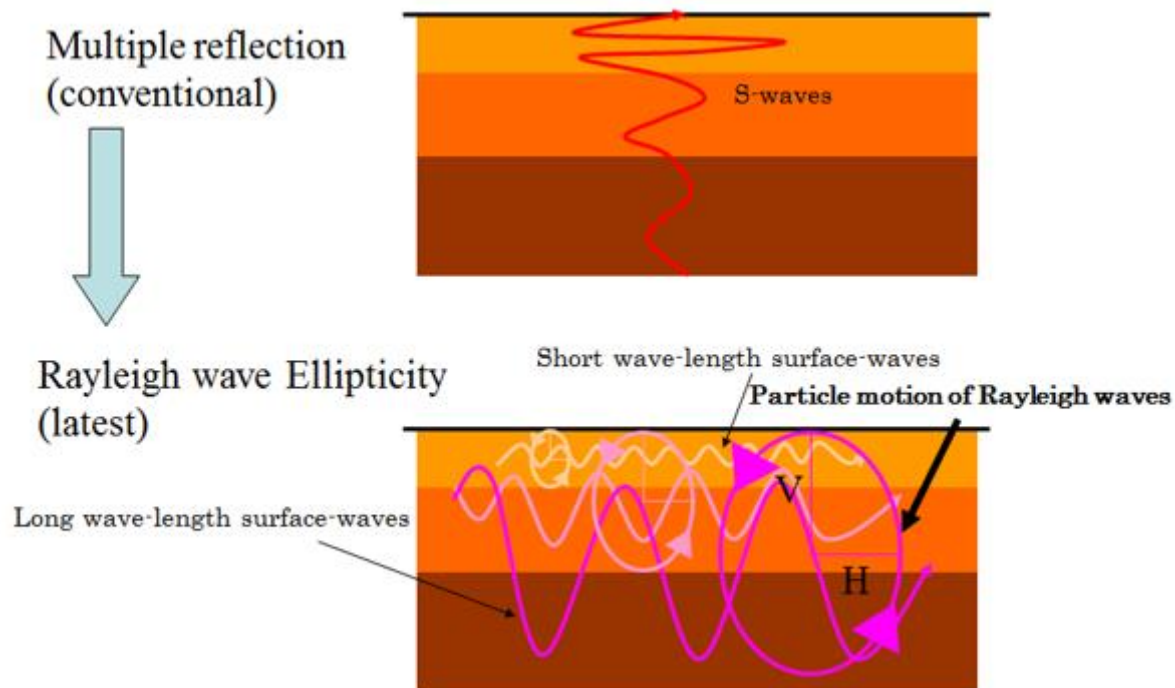 Multiple reflection
(conventional)
S-waves
Rayleigh wave Ellipticity
(latest)
Short wave-length surface-waves
Particle motion of Rayleigh waves
V
Long wave-length surface-waves
H